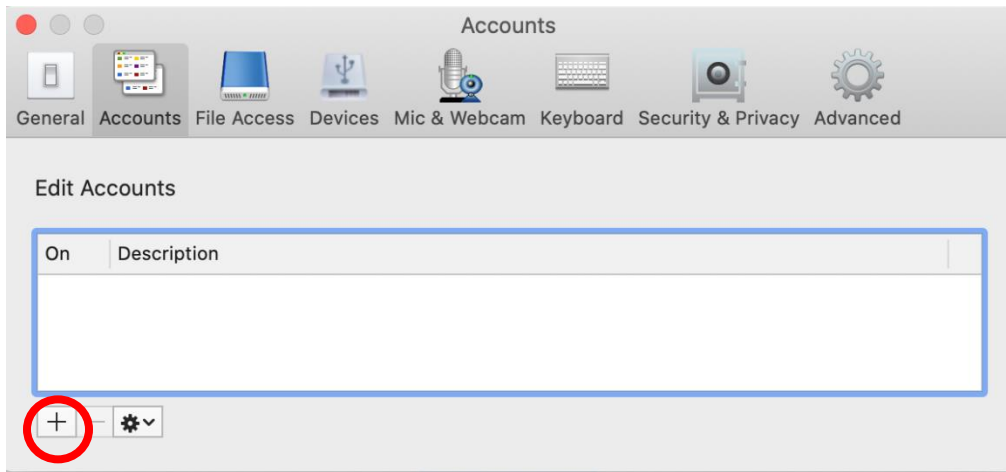 Accounts
General Accounts File Access Devices Mic & Webcam Keyboard Security & Privacy Advanced
Edit Accounts
On Description